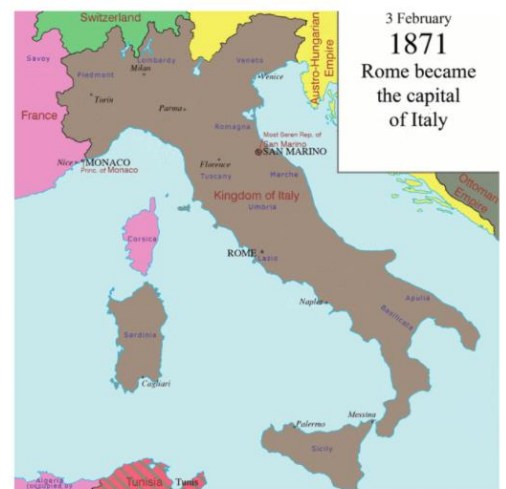 3 February
1871
Rome became
the capital
of Italy
Switzerland
Austro-Hungarian
Empire
Savoy
Lombardy
Veneto
Milan
Piedmont
Venice
Turin
Parma
France
Romagna
Most Seren Rep. of
San Marino
SAN MARINO
Florence
Nice
MONACO
Princ. of Monaco
Tuscany
Marche
Ottoman
Empire
Kingdom of Italy
Umbria
Corsica
ROME
Lazio
Naples
Apulia
Basilicata
Sardinia
Cagliari
Messina
Palermo
Sicily
Algeria
(occupied by
Tunisia
Tunis